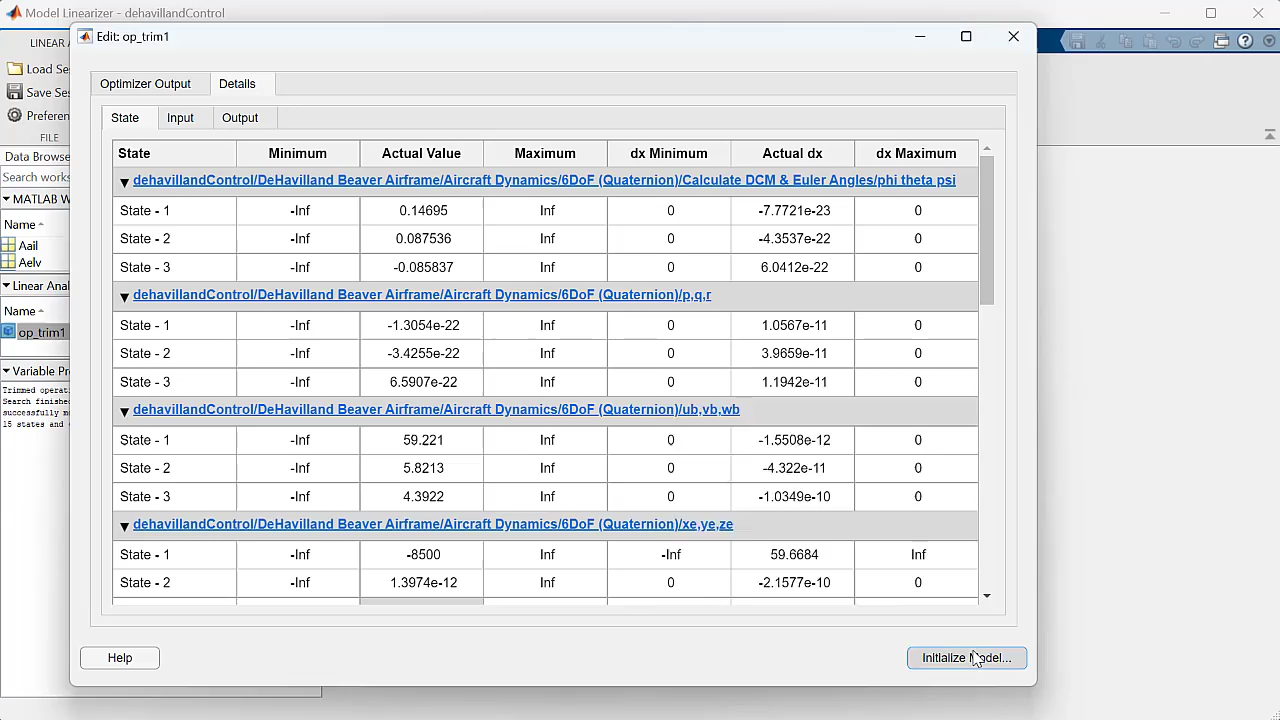 Model Linearizer - dehavillandControl
LINEAR A
Load Se
Save Ses
Preferen
FILE
Data Browse
Search works
MATLAB W
Name
Aail
Aelv
Linear Anal
Name
op_trim1
Variable Pr
Trimmed operati
Search finished
successfully m
15 states and
Edit: op_trim1
Optimizer Output Details
State Input Output
State Minimum Actual Value Maximum dx Minimum Actual dx dx Maximum
dehavillandControl/DeHavilland Beaver Airframe/Aircraft Dynamics/6DoF (Quaternion)/Calculate DCM & Euler Angles/phi theta psi
State - 1 -Inf 0.14695 Inf 0 -7.7721e-23 0
State - 2 -Inf 0.087536 Inf 0 -4.3537e-22 0
State - 3 -Inf -0.085837 Inf 0 6.0412e-22 0
dehavillandControl/DeHavilland Beaver Airframe/Aircraft Dynamics/6DoF (Quaternion)/p,q,r
State - 1 -Inf -1.3054e-22 Inf 0 1.0567e-11 0
State - 2 -Inf -3.4255e-22 Inf 0 3.9659e-11 0
State - 3 -Inf 6.5907e-22 Inf 0 1.1942e-11 0
dehavillandControl/DeHavilland Beaver Airframe/Aircraft Dynamics/6DoF (Quaternion)/ub,vb,wb
State - 1 -Inf 59.221 Inf 0 -1.5508e-12 0
State - 2 -Inf 5.8213 Inf 0 -4.322e-11 0
State - 3 -Inf 4.3922 Inf 0 -1.0349e-10 0
dehavillandControl/DeHavilland Beaver Airframe/Aircraft Dynamics/6DoF (Quaternion)/xe,ye,ze
State - 1 -Inf -8500 Inf -Inf 59.6684 Inf
State - 2 -Inf 1.3974e-12 Inf 0 -2.1577e-10 0
Help
Initialize Model...